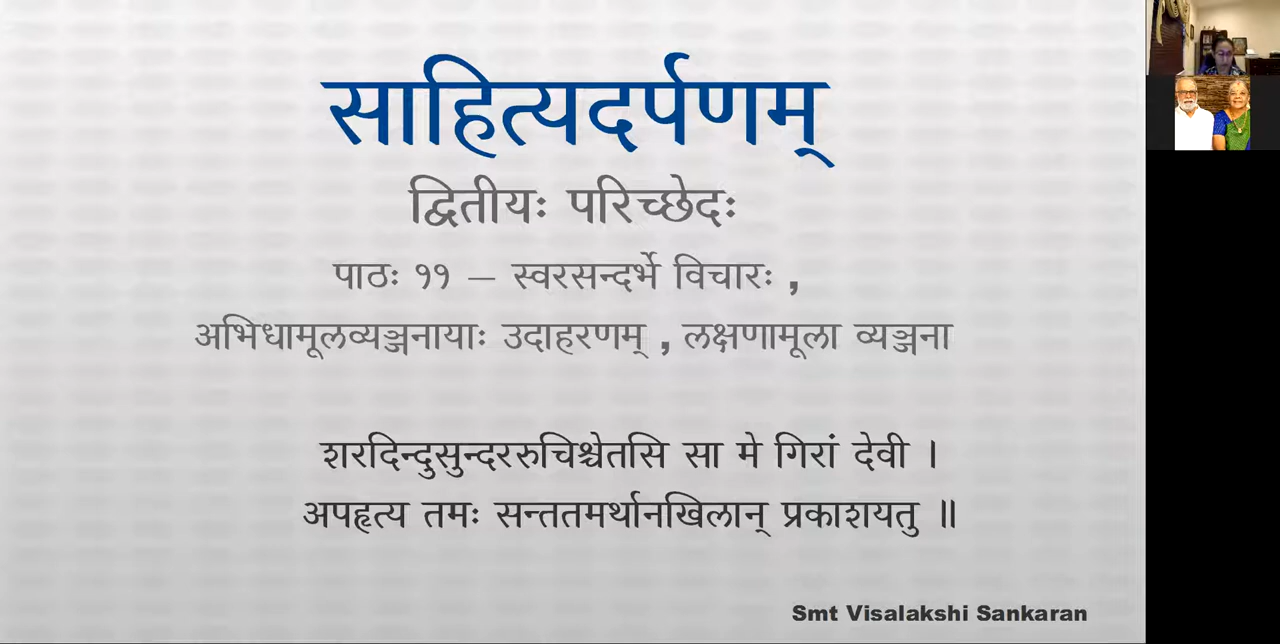 साहित्यदर्पणम्
द्वितीयः परिच्छेदः
पाठः ११ – स्वरसन्दर्भे विचारः ,
अभिधामूलव्यञ्जनायाः उदाहरणम् , लक्षणामूला व्यञ्जना
शरदिन्दुसुन्दररुचिश्चेतसि सा मे गिरां देवी ।
अपहृत्य तमः सन्ततमर्थानखिलान् प्रकाशयतु ॥
Smt Visalakshi Sankaran